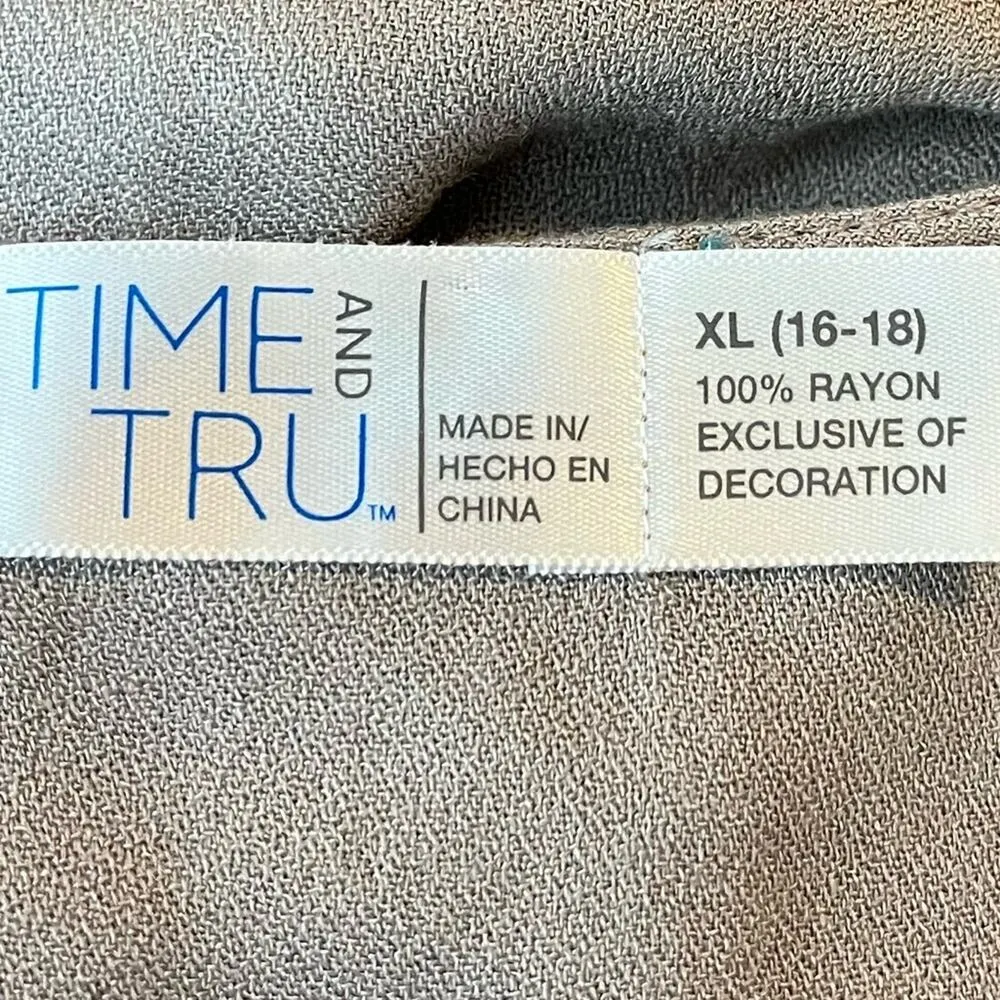 TIME AND
TRU™
MADE IN/
HECHO EN
CHINA
XL (16-18)
100% RAYON
EXCLUSIVE OF
DECORATION